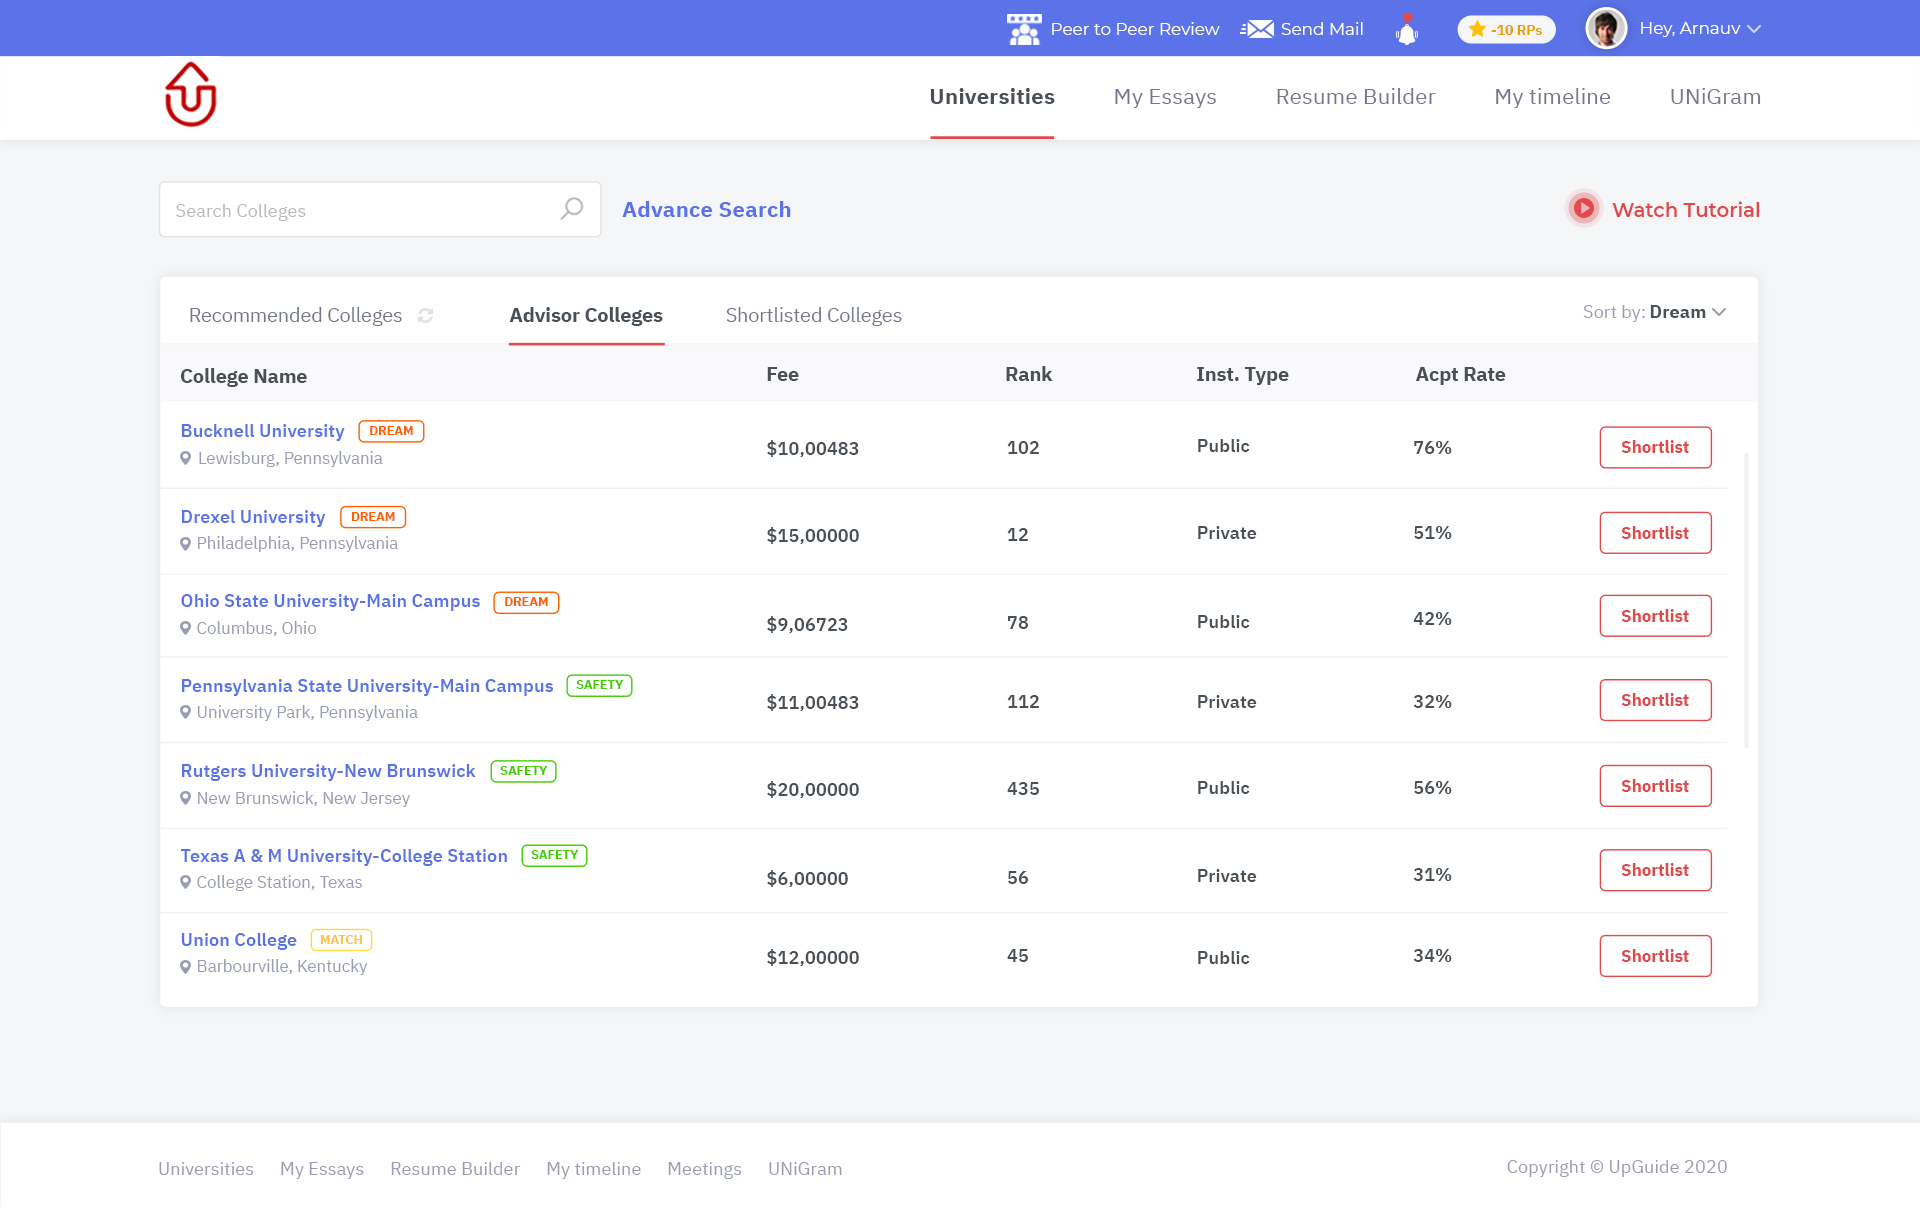 Peer to Peer Review Send Mail -10 RPs Hey, Arnauv
Universities My Essays Resume Builder My timeline UNiGram
Search Colleges Advance Search Watch Tutorial
Recommended Colleges Advisor Colleges Shortlisted Colleges Sort by: Dream
College Name Fee Rank Inst. Type Acpt Rate
Bucknell University DREAM
Lewisburg, Pennsylvania
$10,00483 102 Public 76% Shortlist
Drexel University DREAM
Philadelphia, Pennsylvania
$15,00000 12 Private 51% Shortlist
Ohio State University-Main Campus DREAM
Columbus, Ohio
$9,06723 78 Public 42% Shortlist
Pennsylvania State University-Main Campus SAFETY
University Park, Pennsylvania
$11,00483 112 Private 32% Shortlist
Rutgers University-New Brunswick SAFETY
New Brunswick, New Jersey
$20,00000 435 Public 56% Shortlist
Texas A & M University-College Station SAFETY
College Station, Texas
$6,00000 56 Private 31% Shortlist
Union College MATCH
Barbourville, Kentucky
$12,00000 45 Public 34% Shortlist
Universities My Essays Resume Builder My timeline Meetings UNiGram
Copyright © UpGuide 2020